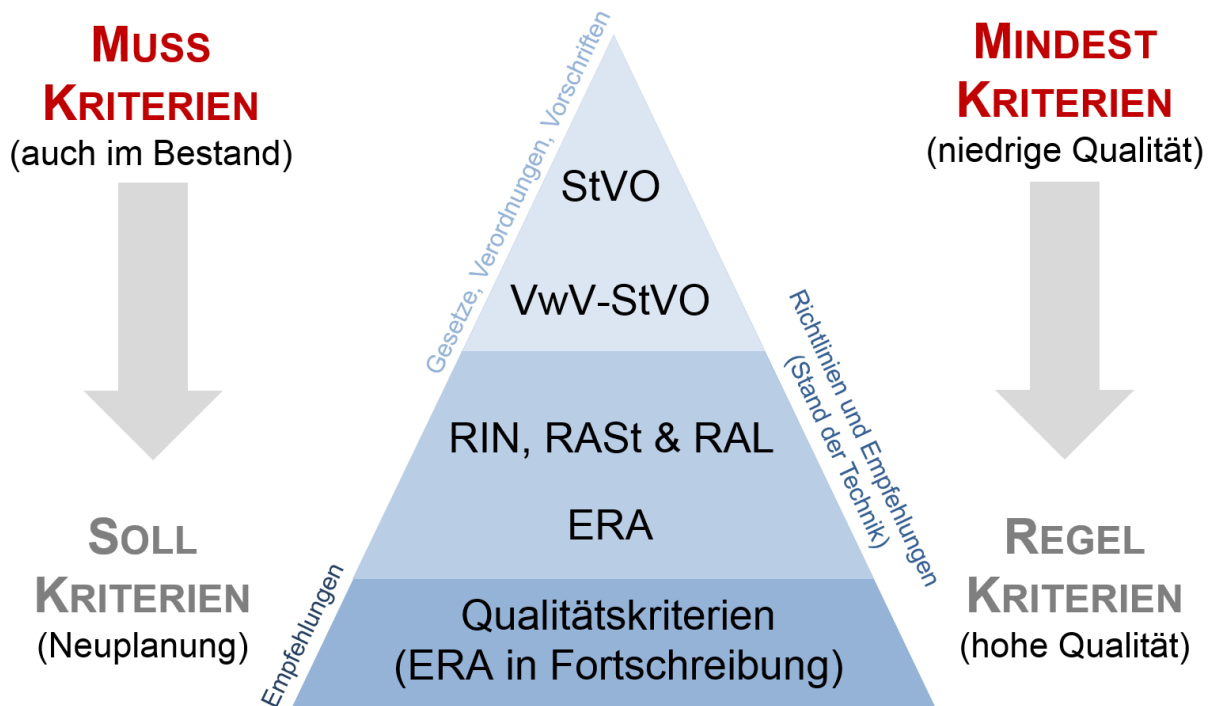 MUSS
KRITERIEN
(auch im Bestand)
SOLL
KRITERIEN
(Neuplanung)
Gesetze, Verordnungen, Vorschriften
StVO
VwV-StVO
RIN, RASt & RAL
ERA
Richtlinien und Empfehlungen
(Stand der Technik)
Empfehlungen
Qualitätskriterien
(ERA in Fortschreibung)
MINDEST
KRITERIEN
(niedrige Qualität)
REGEL
KRITERIEN
(hohe Qualität)